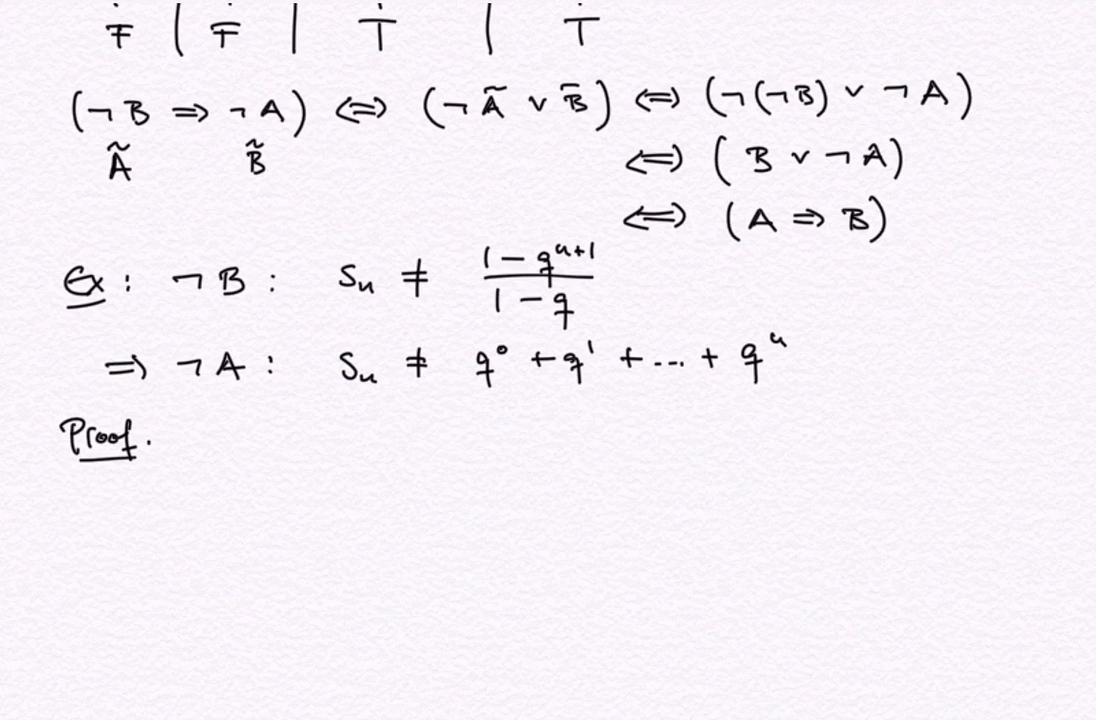 F | F | T | T
(¬ B ⇒ ¬ A) ⇔ (¬ Ã ∨ B̃) ⇔ (¬(¬B) ∨ ¬ A)
Ã B̃ ⇔ ( B ∨ ¬ A)
⇔ (A ⇒ B)
Ex: ¬ B: Sₙ ≠ (1 - qⁿ⁺¹)/(1 - q)
⇒ ¬ A: Sₙ ≠ q⁰ + q¹ + ... + qⁿ
Proof.